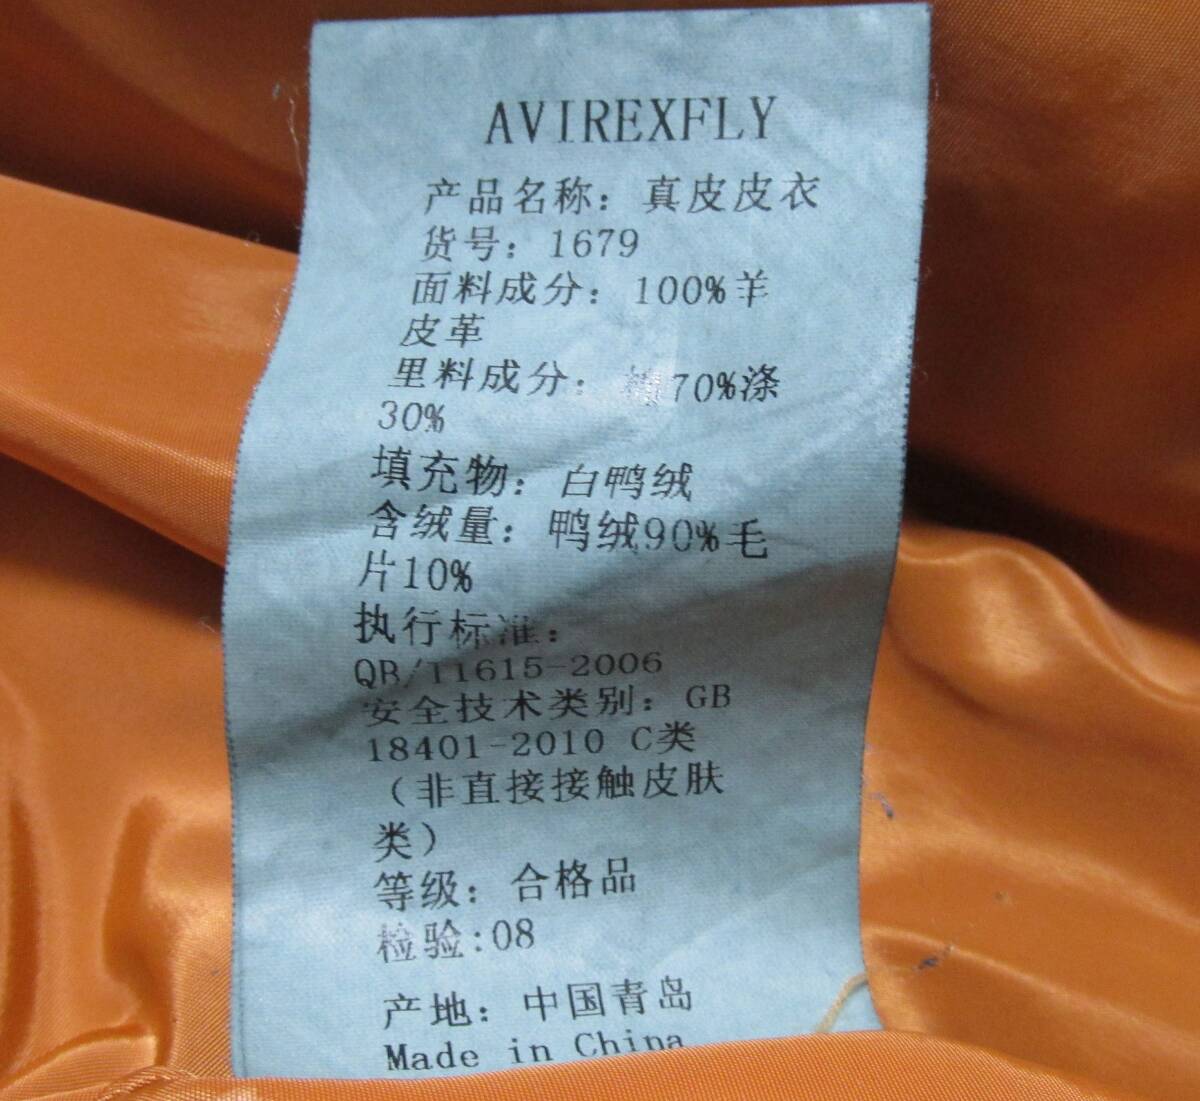 AVIREXFLY
产品名称：真皮皮衣
货号：1679
面料成分：100%羊
皮革
里料成分：70%涤
30%
填充物：白鸭绒
含绒量：鸭绒90%毛
片10%
执行标准：
QB/T1615-2006
安全技术类别：GB
18401-2010 C类
（非直接接触皮肤
类）
等级：合格品
检验:08
产地：中国青岛
Made in China